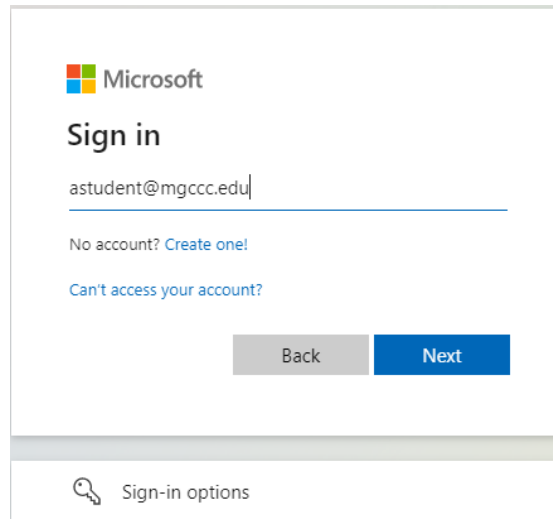 Microsoft
Sign in
astudent@mgccc.edu
No account? Create one!
Can't access your account?
Back
Next
Sign-in options